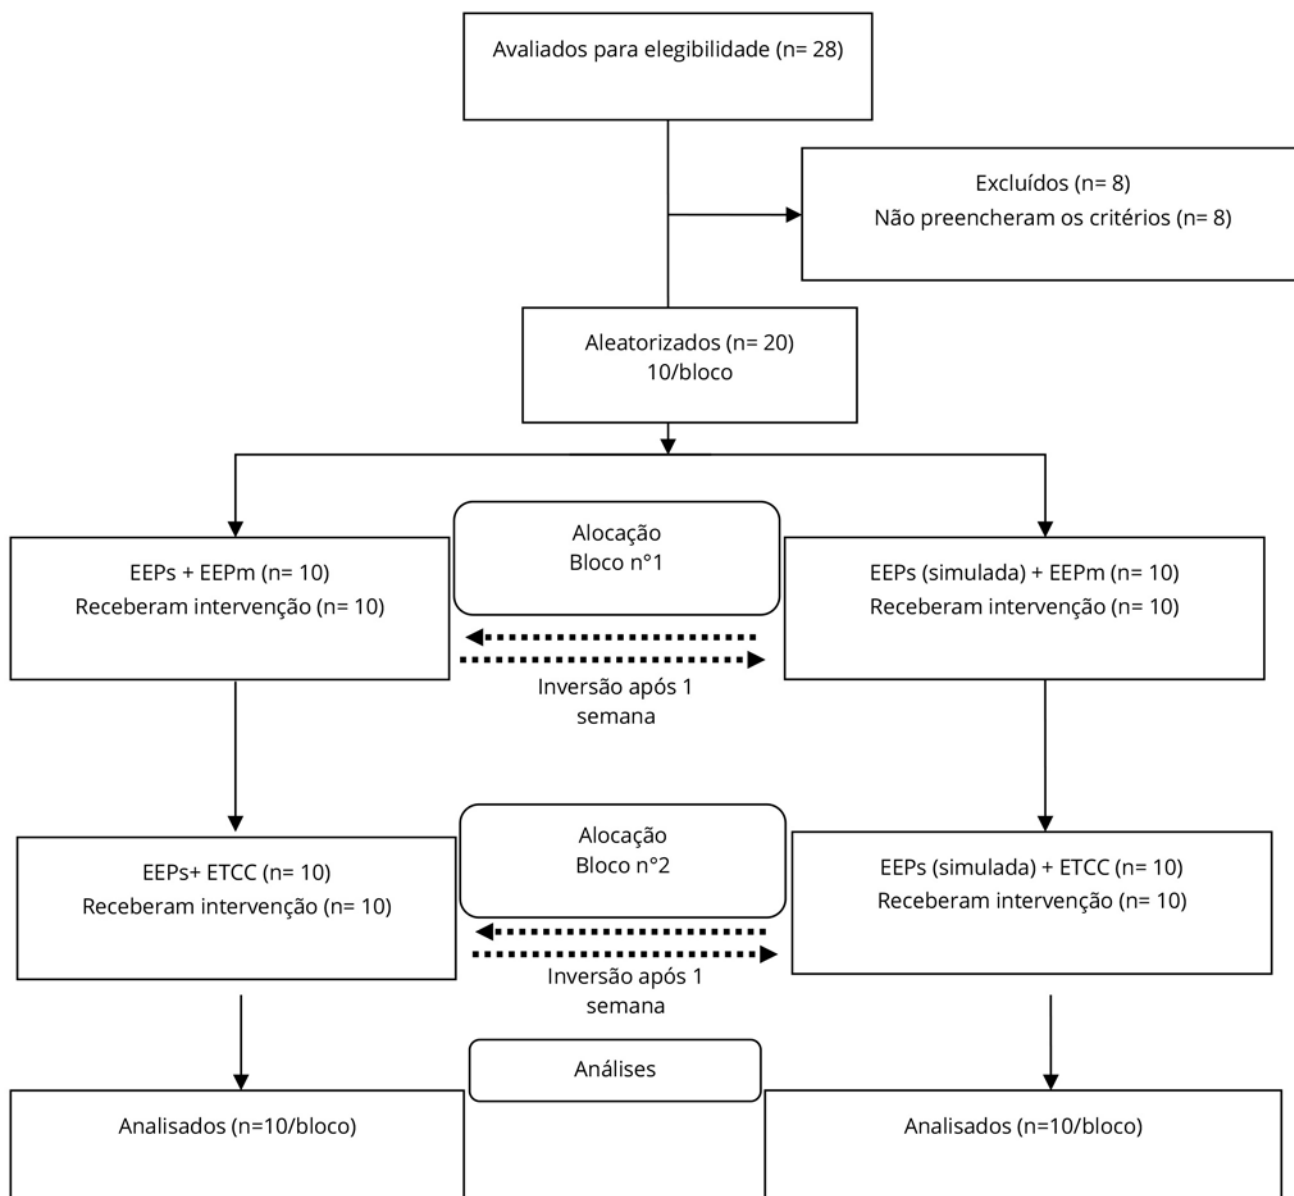 Avaliados para elegibilidade (n= 28)
Excluídos (n= 8)
Não preencheram os critérios (n= 8)
Aleatorizados (n= 20)
10/bloco
Alocação
Bloco n°1
EEPs + EEPm (n= 10)
Receberam intervenção (n= 10)
EEPs (simulada) + EEPm (n= 10)
Receberam intervenção (n= 10)
Inversão após 1
semana
Alocação
Bloco n°2
EEPs+ ETCC (n= 10)
Receberam intervenção (n= 10)
EEPs (simulada) + ETCC (n= 10)
Receberam intervenção (n= 10)
Inversão após 1
semana
Análises
Analisados (n=10/bloco)
Analisados (n=10/bloco)